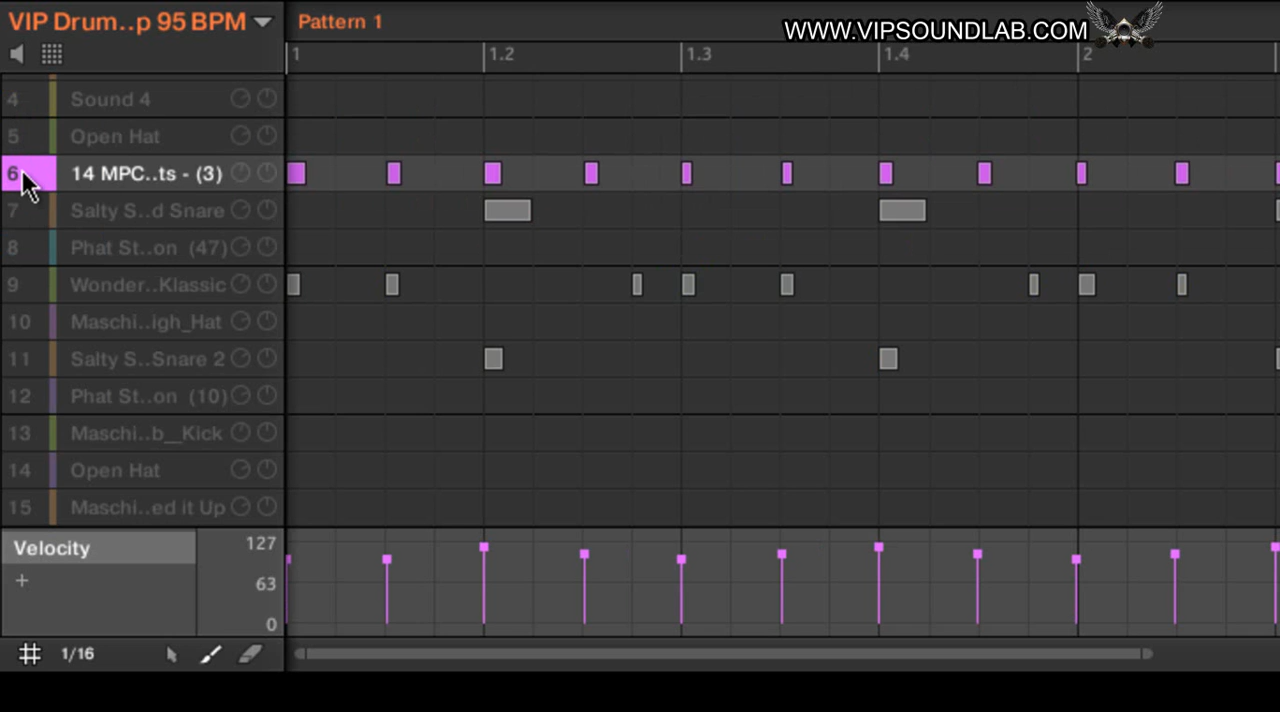 VIP Drum..p 95 BPM
Pattern 1
WWW.VIPSOUNDLAB.COM
1 1.2 1.3 1.4 2
4 Sound 4
5 Open Hat
6 14 MPC..ts - (3)
7 Salty S..d Snare
8 Phat St..on (47)
9 Wonder..Klassic
10 Maschi..igh_Hat
11 Salty S..Snare 2
12 Phat St..on (10)
13 Maschi..b__Kick
14 Open Hat
15 Maschi..ed it Up
Velocity 127
+ 63
0
1/16